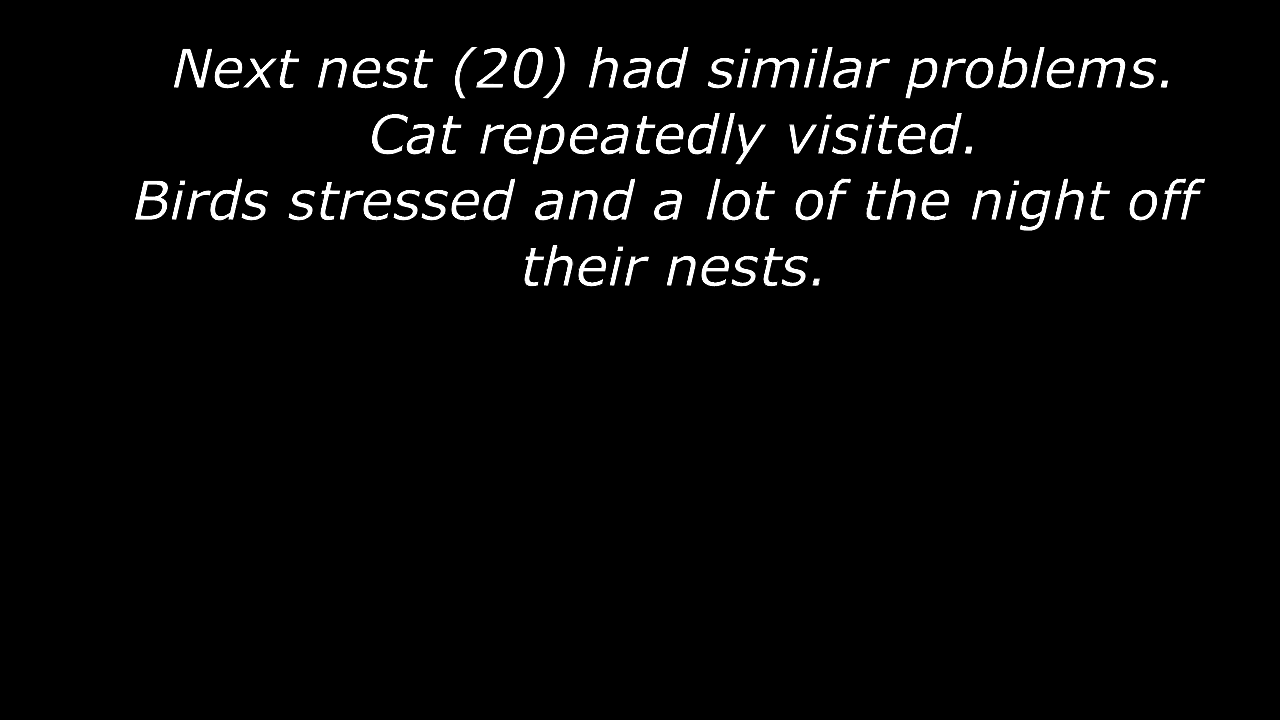 Next nest (20) had similar problems.
Cat repeatedly visited.
Birds stressed and a lot of the night off
their nests.